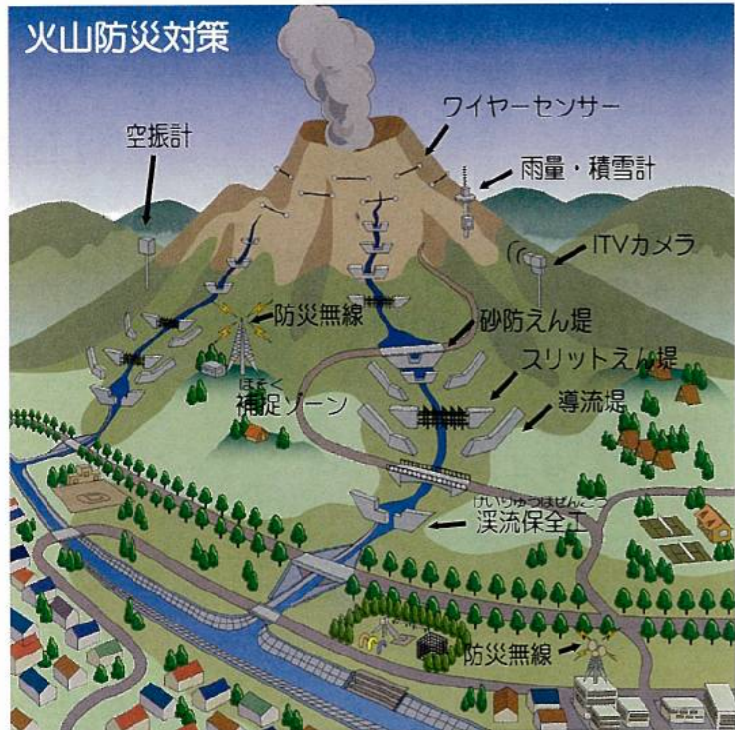 火山防災対策
ワイヤーセンサー
空振計
雨量・積雪計
ITVカメラ
防災無線
砂防えん堤
スリットえん堤
ほそく
補捉ゾーン
導流堤
けいりゅうほぜんこう
渓流保全工
防災無線